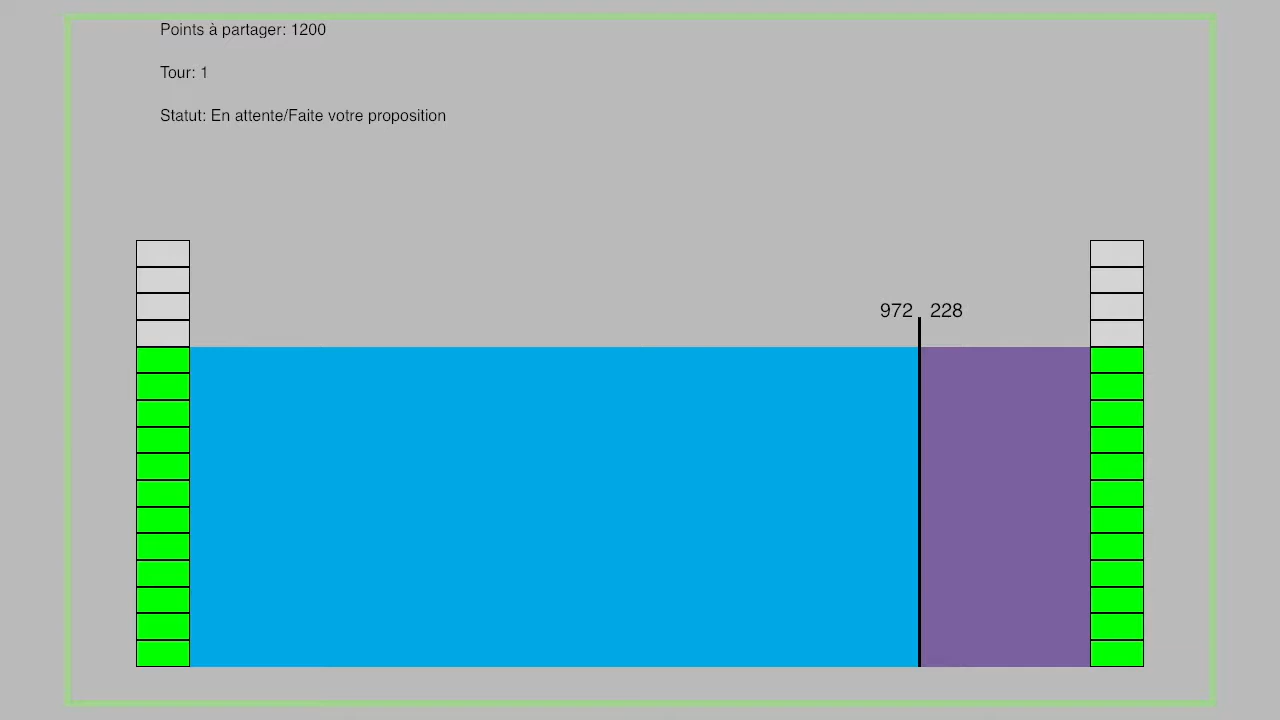 Points à partager: 1200
Tour: 1
Statut: En attente/Faite votre proposition
972 228